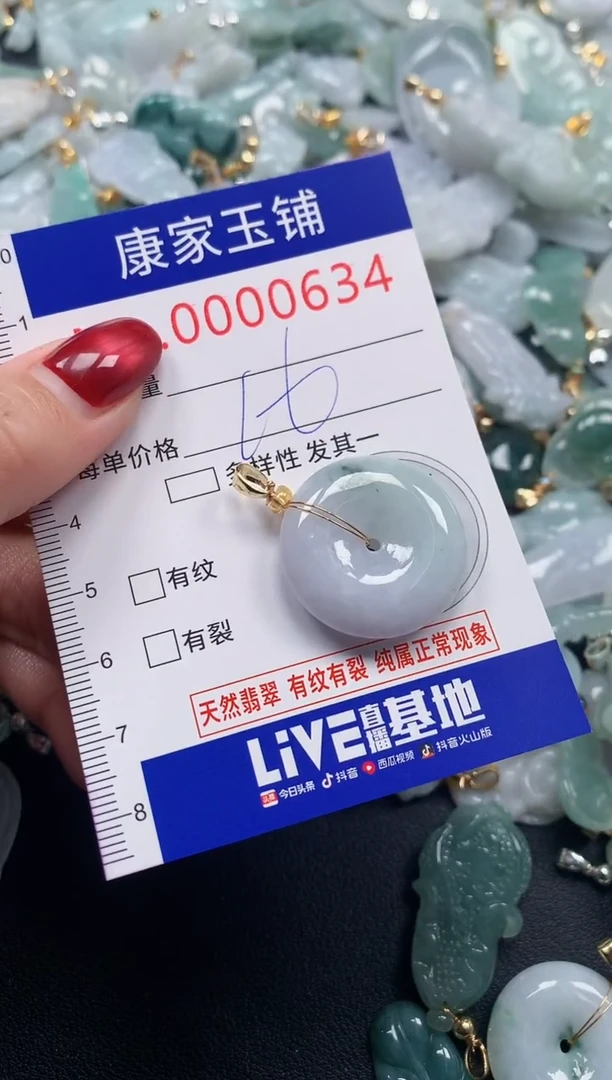 康家玉铺
.0000634
量
16
每单价格
多样性 发其一
有纹
有裂
天然翡翠 有纹有裂 纯属正常现象
LiVE直播基地
今日头条 抖音 西瓜视频 抖音火山版
0
1
4
5
6
7
8